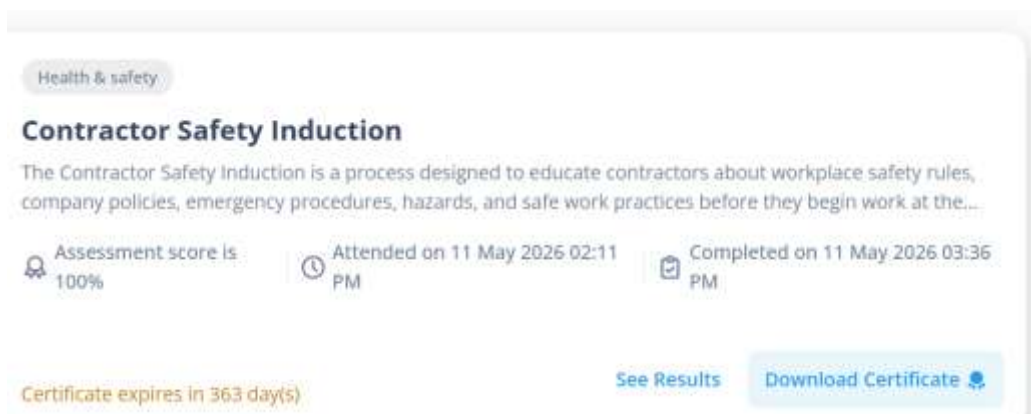 Health & safety
Contractor Safety Induction
The Contractor Safety Induction is a process designed to educate contractors about workplace safety rules,
company policies, emergency procedures, hazards, and safe work practices before they begin work at the...
Assessment score is
100%
Attended on 11 May 2026 02:11
PM
Completed on 11 May 2026 03:36
PM
See Results
Download Certificate
Certificate expires in 363 day(s)